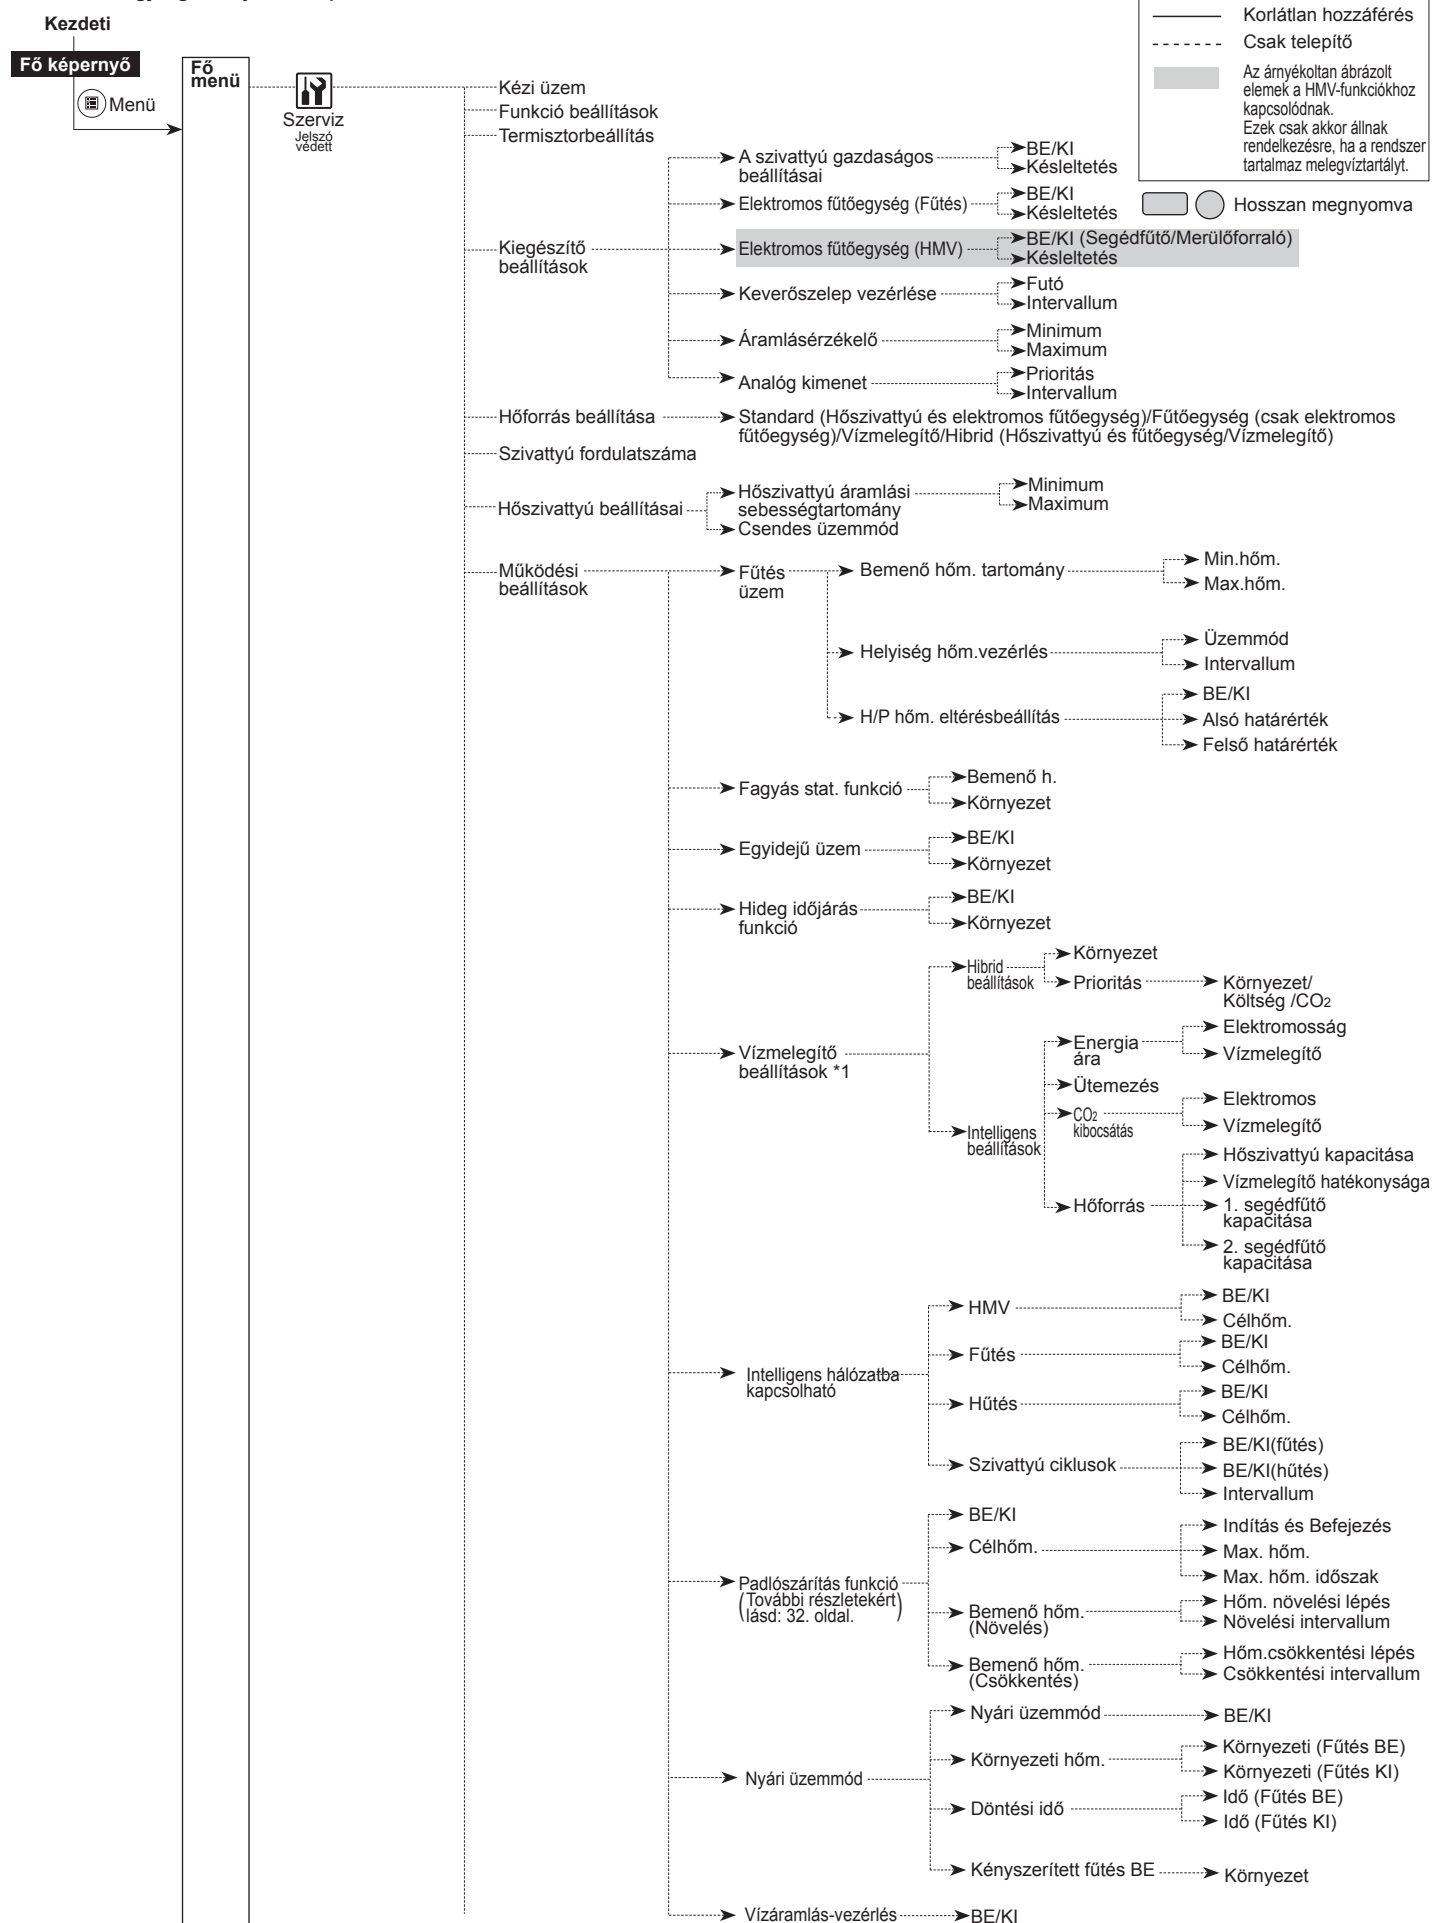 Kezdeti
Fő képernyő
Menü
Fő
menü
Szerviz
Jelszó
védett
Korlátlan hozzáférés
Csak telepítő
Az árnyékoltan ábrázolt
elemek a HMV-funkciókhoz
kapcsolódnak.
Ezek csak akkor állnak
rendelkezésre, ha a rendszer
tartalmaz melegvíztartályt.
Hosszan megnyomva
Kézi üzem
Funkció beállítások
Termisztorbeállítás
Kiegészítő
beállítások
A szivattyú gazdaságos
beállításai
BE/KI
Késleltetés
Elektromos fűtőegység (Fűtés)
BE/KI
Késleltetés
Elektromos fűtőegység (HMV)
BE/KI (Segédfűtő/Merülőforraló)
Késleltetés
Keverőszelep vezérlése
Futó
Intervallum
Áramlásérzékelő
Minimum
Maximum
Analóg kimenet
Prioritás
Intervallum
Hőforrás beállítása
Standard (Hőszivattyú és elektromos fűtőegység)/Fűtőegység (csak elektromos
fűtőegység)/Vízmelegítő/Hibrid (Hőszivattyú és fűtőegység/Vízmelegítő)
Szivattyú fordulatszáma
Hőszivattyú beállításai
Hőszivattyú áramlási
sebességtartomány
Minimum
Maximum
Csendes üzemmód
Működési
beállítások
Fűtés
üzem
Bemenő hőm. tartomány
Min.hőm.
Max.hőm.
Helyiség hőm.vezérlés
Üzemmód
Intervallum
H/P hőm. eltérésbeállítás
BE/KI
Alsó határérték
Felső határérték
Fagyás stat. funkció
Bemenő h.
Környezet
Egyidejű üzem
BE/KI
Környezet
Hideg időjárás
funkció
BE/KI
Környezet
Vízmelegítő
beállítások *1
Hibrid
beállítások
Környezet
Prioritás
Környezet/
Költség /CO2
Intelligens
beállítások
Energia
ára
Elektromosság
Vízmelegítő
Ütemezés
CO2
kibocsátás
Elektromos
Vízmelegítő
Hőforrás
Hőszivattyú kapacitása
Vízmelegítő hatékonysága
1. segédfűtő
kapacitása
2. segédfűtő
kapacitása
Intelligens hálózatba
kapcsolható
HMV
BE/KI
Célhőm.
Fűtés
BE/KI
Célhőm.
Hűtés
BE/KI
Célhőm.
Szivattyú ciklusok
BE/KI(fűtés)
BE/KI(hűtés)
Intervallum
Padlószárítás funkció
(További részletekért
lásd: 32. oldal.)
BE/KI
Célhőm.
Indítás és Befejezés
Max. hőm.
Max. hőm. időszak
Bemenő hőm.
(Növelés)
Hőm. növelési lépés
Növelési intervallum
Bemenő hőm.
(Csökkentés)
Hőm.csökkentési lépés
Csökkentési intervallum
Nyári üzemmód
Nyári üzemmód
BE/KI
Környezeti hőm.
Környezeti (Fűtés BE)
Környezeti (Fűtés KI)
Döntési idő
Idő (Fűtés BE)
Idő (Fűtés KI)
Kényszerített fűtés BE
Környezet
Vízáramlás-vezérlés
BE/KI